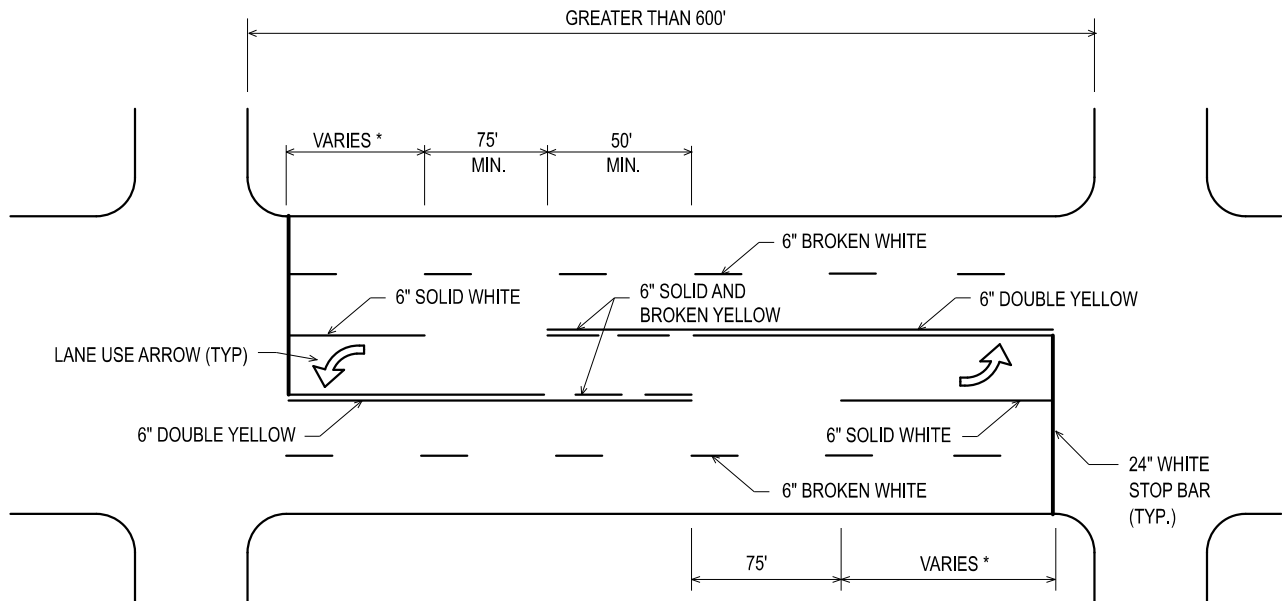 GREATER THAN 600'
VARIES *
75'
MIN.
50'
MIN.
6" BROKEN WHITE
6" SOLID WHITE
6" SOLID AND
BROKEN YELLOW
6" DOUBLE YELLOW
LANE USE ARROW (TYP)
6" DOUBLE YELLOW
6" SOLID WHITE
6" BROKEN WHITE
24" WHITE
STOP BAR
(TYP.)
75'
VARIES *